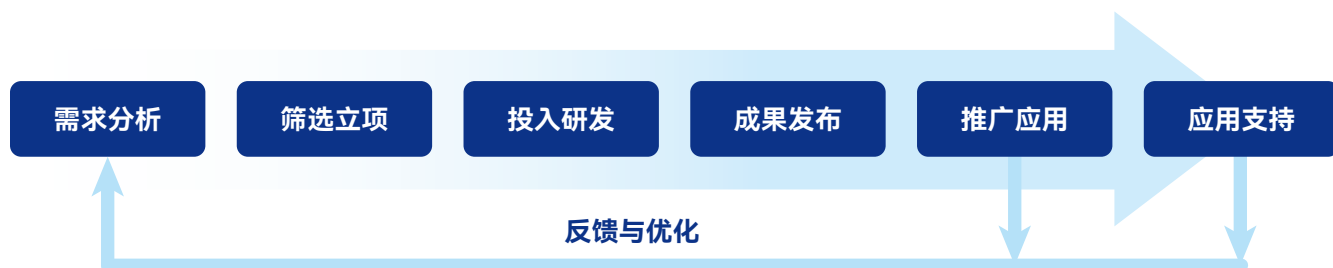 需求分析
筛选立项
投入研发
成果发布
推广应用
应用支持
反馈与优化